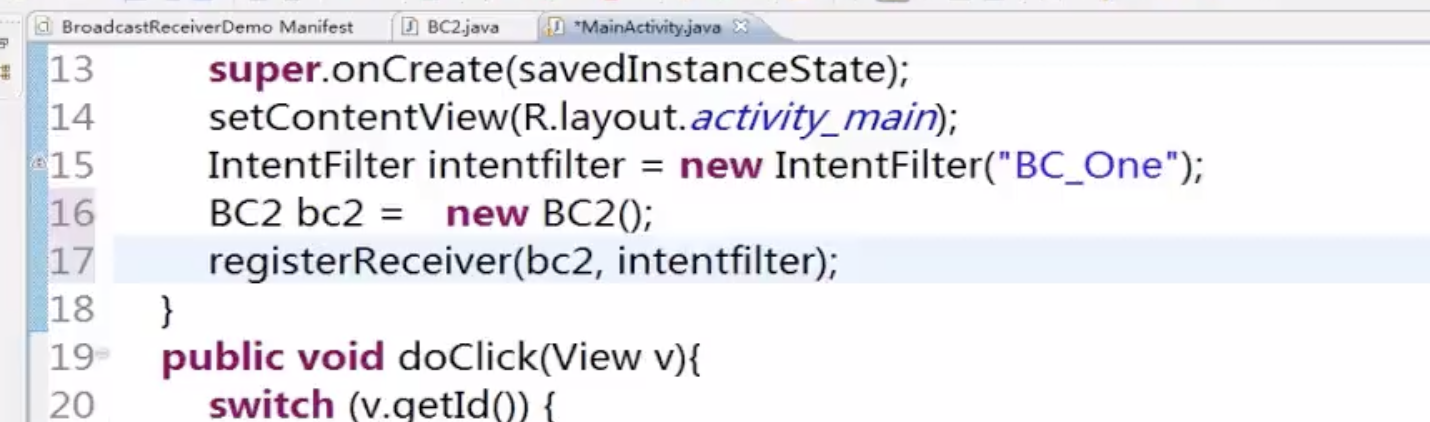 BroadcastReceiverDemo Manifest
BC2.java
*MainActivity.java
13 super.onCreate(savedInstanceState);
14 setContentView(R.layout.activity_main);
15 IntentFilter intentfilter = new IntentFilter("BC_One");
16 BC2 bc2 = new BC2();
17 registerReceiver(bc2, intentfilter);
18 }
19 public void doClick(View v){
20 switch (v.getId()) {